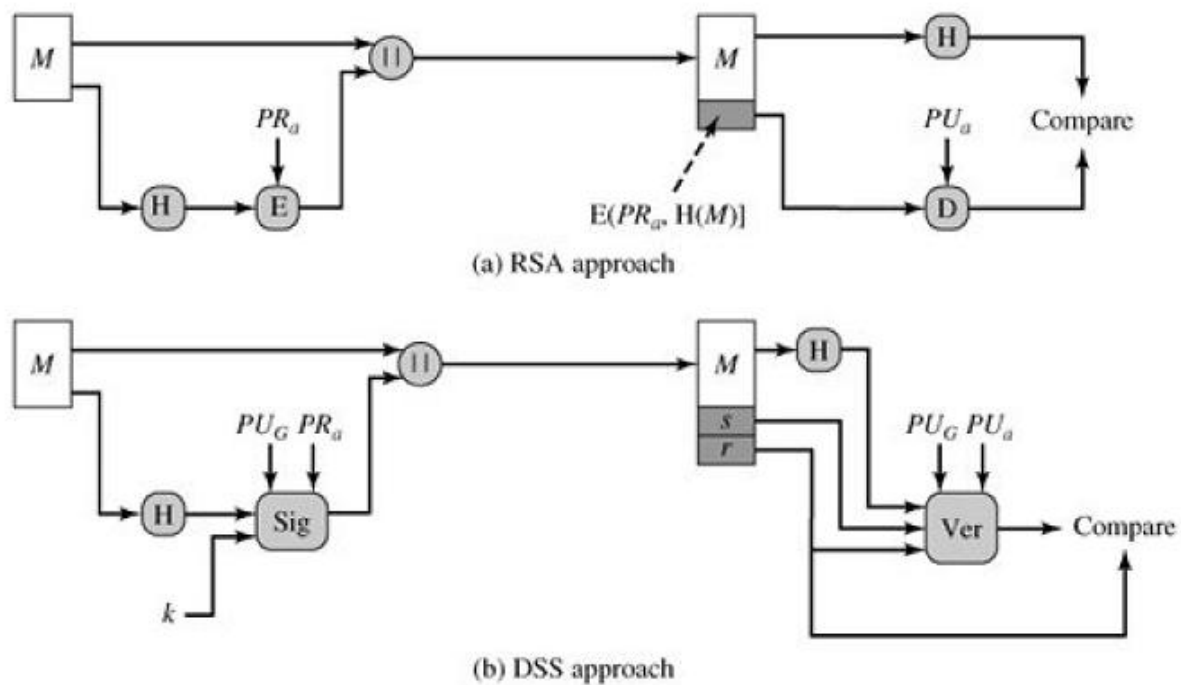 M
||
M
H
PRa
PUa
Compare
H
E
D
E(PRa, H(M)]
(a) RSA approach
M
||
M
H
PUG PRa
s
r
PUG PUa
H
Sig
Ver
Compare
k
(b) DSS approach